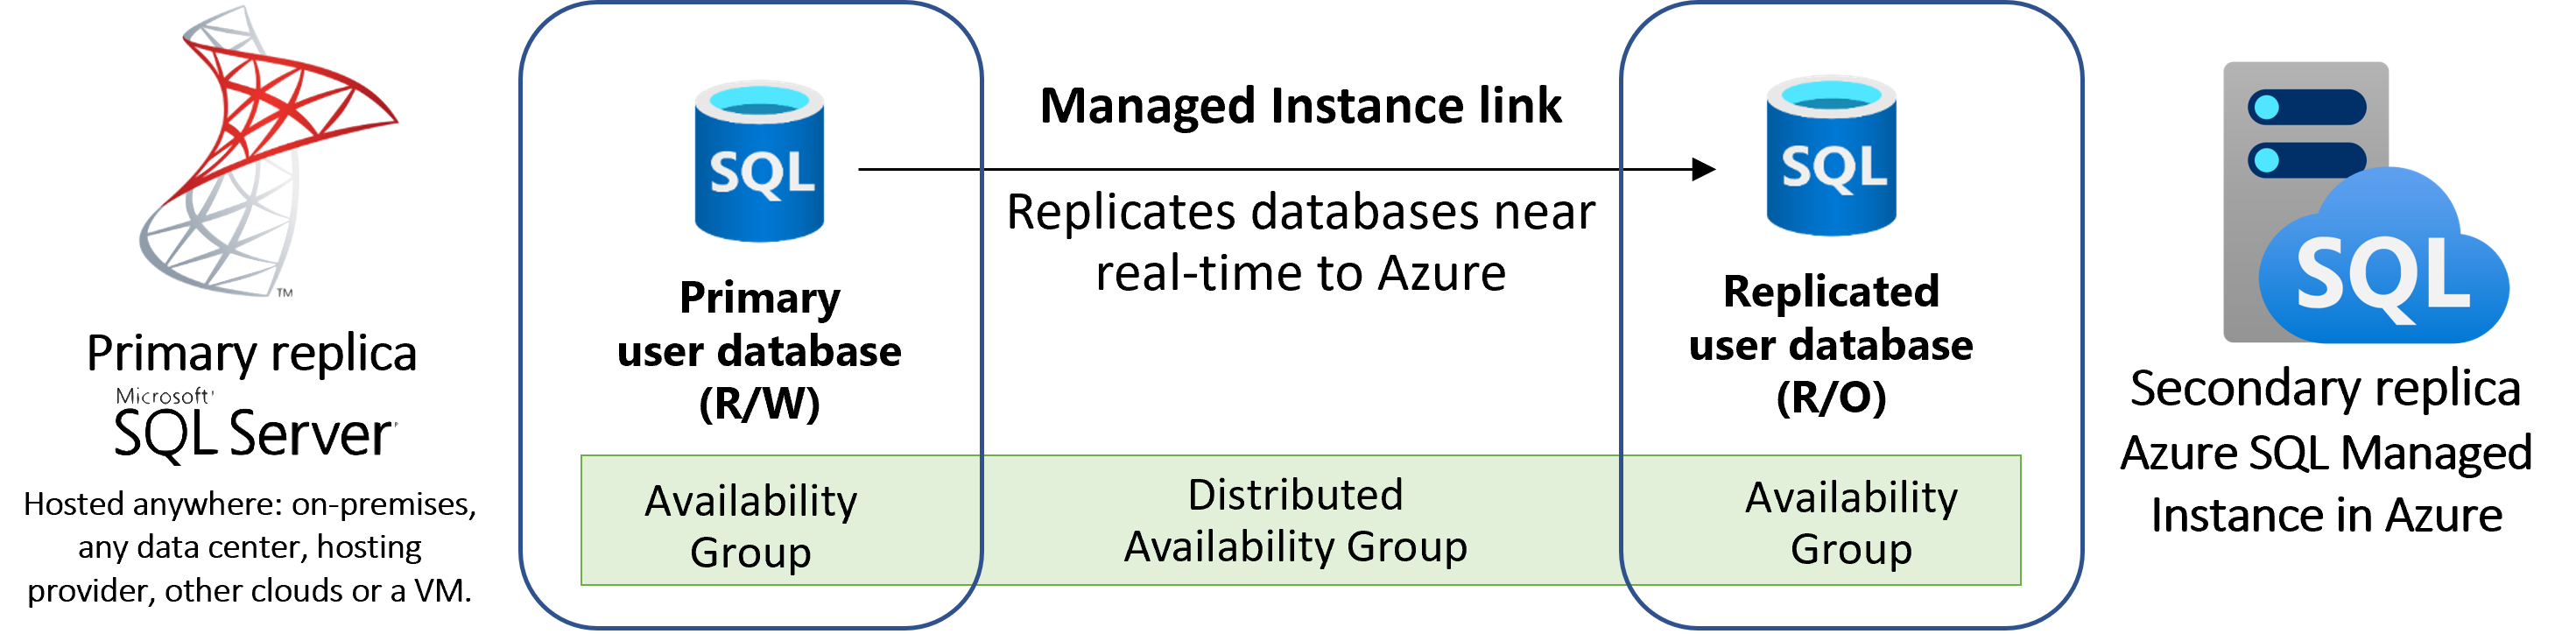 TM
Primary replica
Microsoft
SQL Server
Hosted anywhere: on-premises,
any data center, hosting
provider, other clouds or a VM.
SQL
Primary
user database
(R/W)
Availability
Group
Managed Instance link
Replicates databases near
real-time to Azure
Distributed
Availability Group
SQL
Replicated
user database
(R/O)
Availability
Group
SQL
Secondary replica
Azure SQL Managed
Instance in Azure